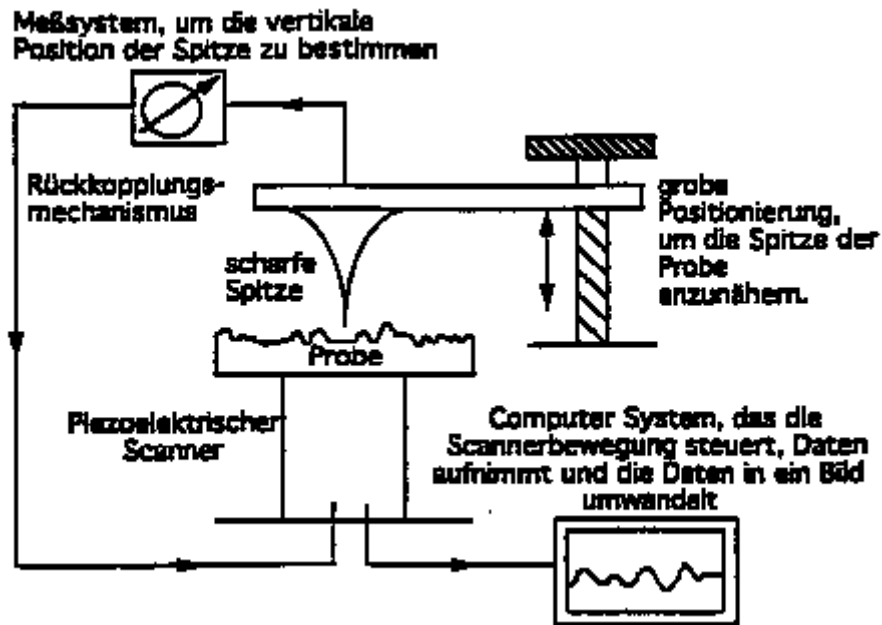 Meßsystem, um die vertikale
Position der Spitze zu bestimmen
Rückkopplungs-
mechanismus
grobe
Positionierung,
um die Spitze der
Probe
anzunähern.
scharfe
Spitze
Probe
Piezoelektrischer
Scanner
Computer System, das die
Scannerbewegung steuert, Daten
aufnimmt und die Daten in ein Bild
umwandelt